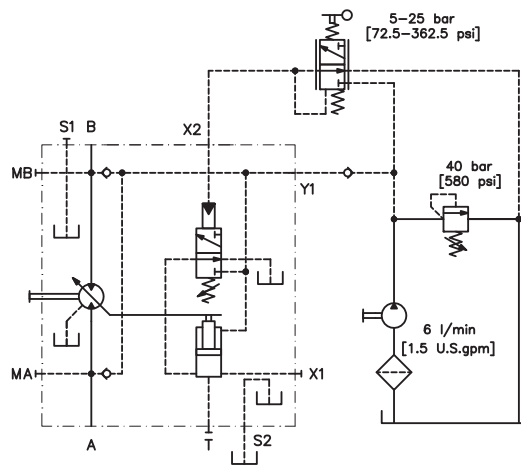 5-25 bar
[72.5-362.5 psi]
S1 B
X2
MB
Y1
40 bar
[580 psi]
6 l/min
[1.5 U.S.gpm]
MA
X1
A
T
S2